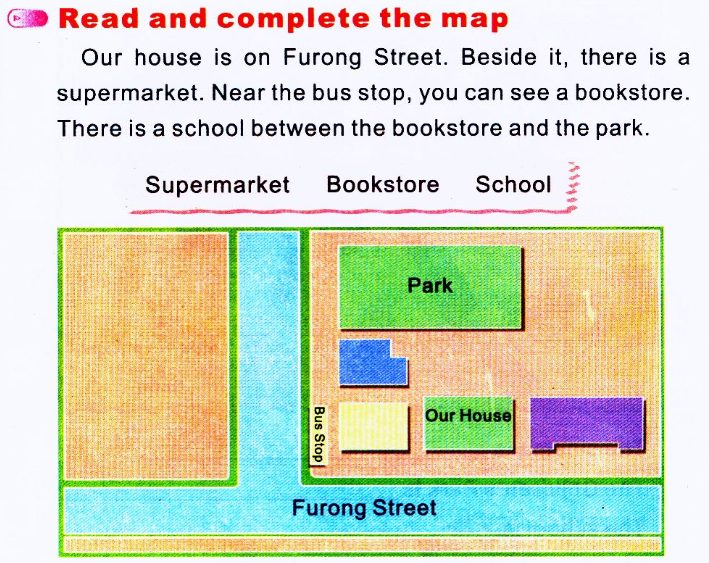 Read and complete the map
Our house is on Furong Street. Beside it, there is a
supermarket. Near the bus stop, you can see a bookstore.
There is a school between the bookstore and the park.
Supermarket Bookstore School
Park
Our House
Bus Stop
Furong Street